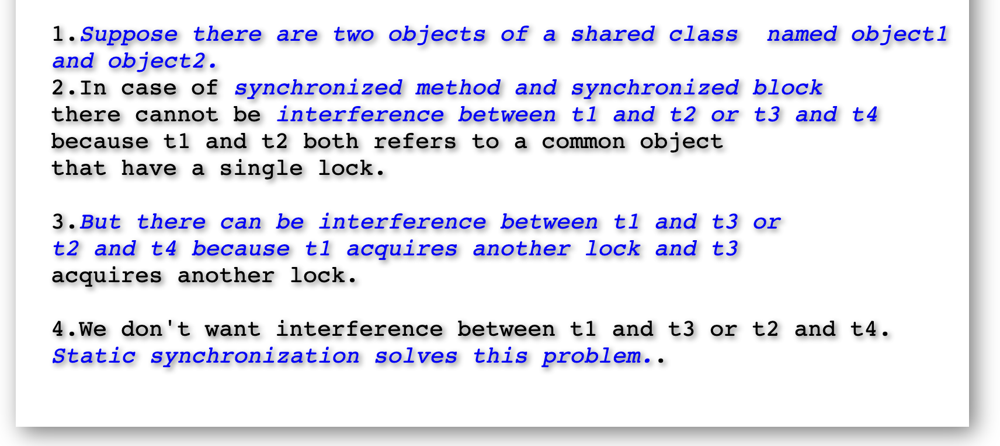 1.Suppose there are two objects of a shared class  named object1
and object2.
2.In case of synchronized method and synchronized block
there cannot be interference between t1 and t2 or t3 and t4
because t1 and t2 both refers to a common object
that have a single lock.
3.But there can be interference between t1 and t3 or
t2 and t4 because t1 acquires another lock and t3
acquires another lock.
4.We don't want interference between t1 and t3 or t2 and t4.
Static synchronization solves this problem..